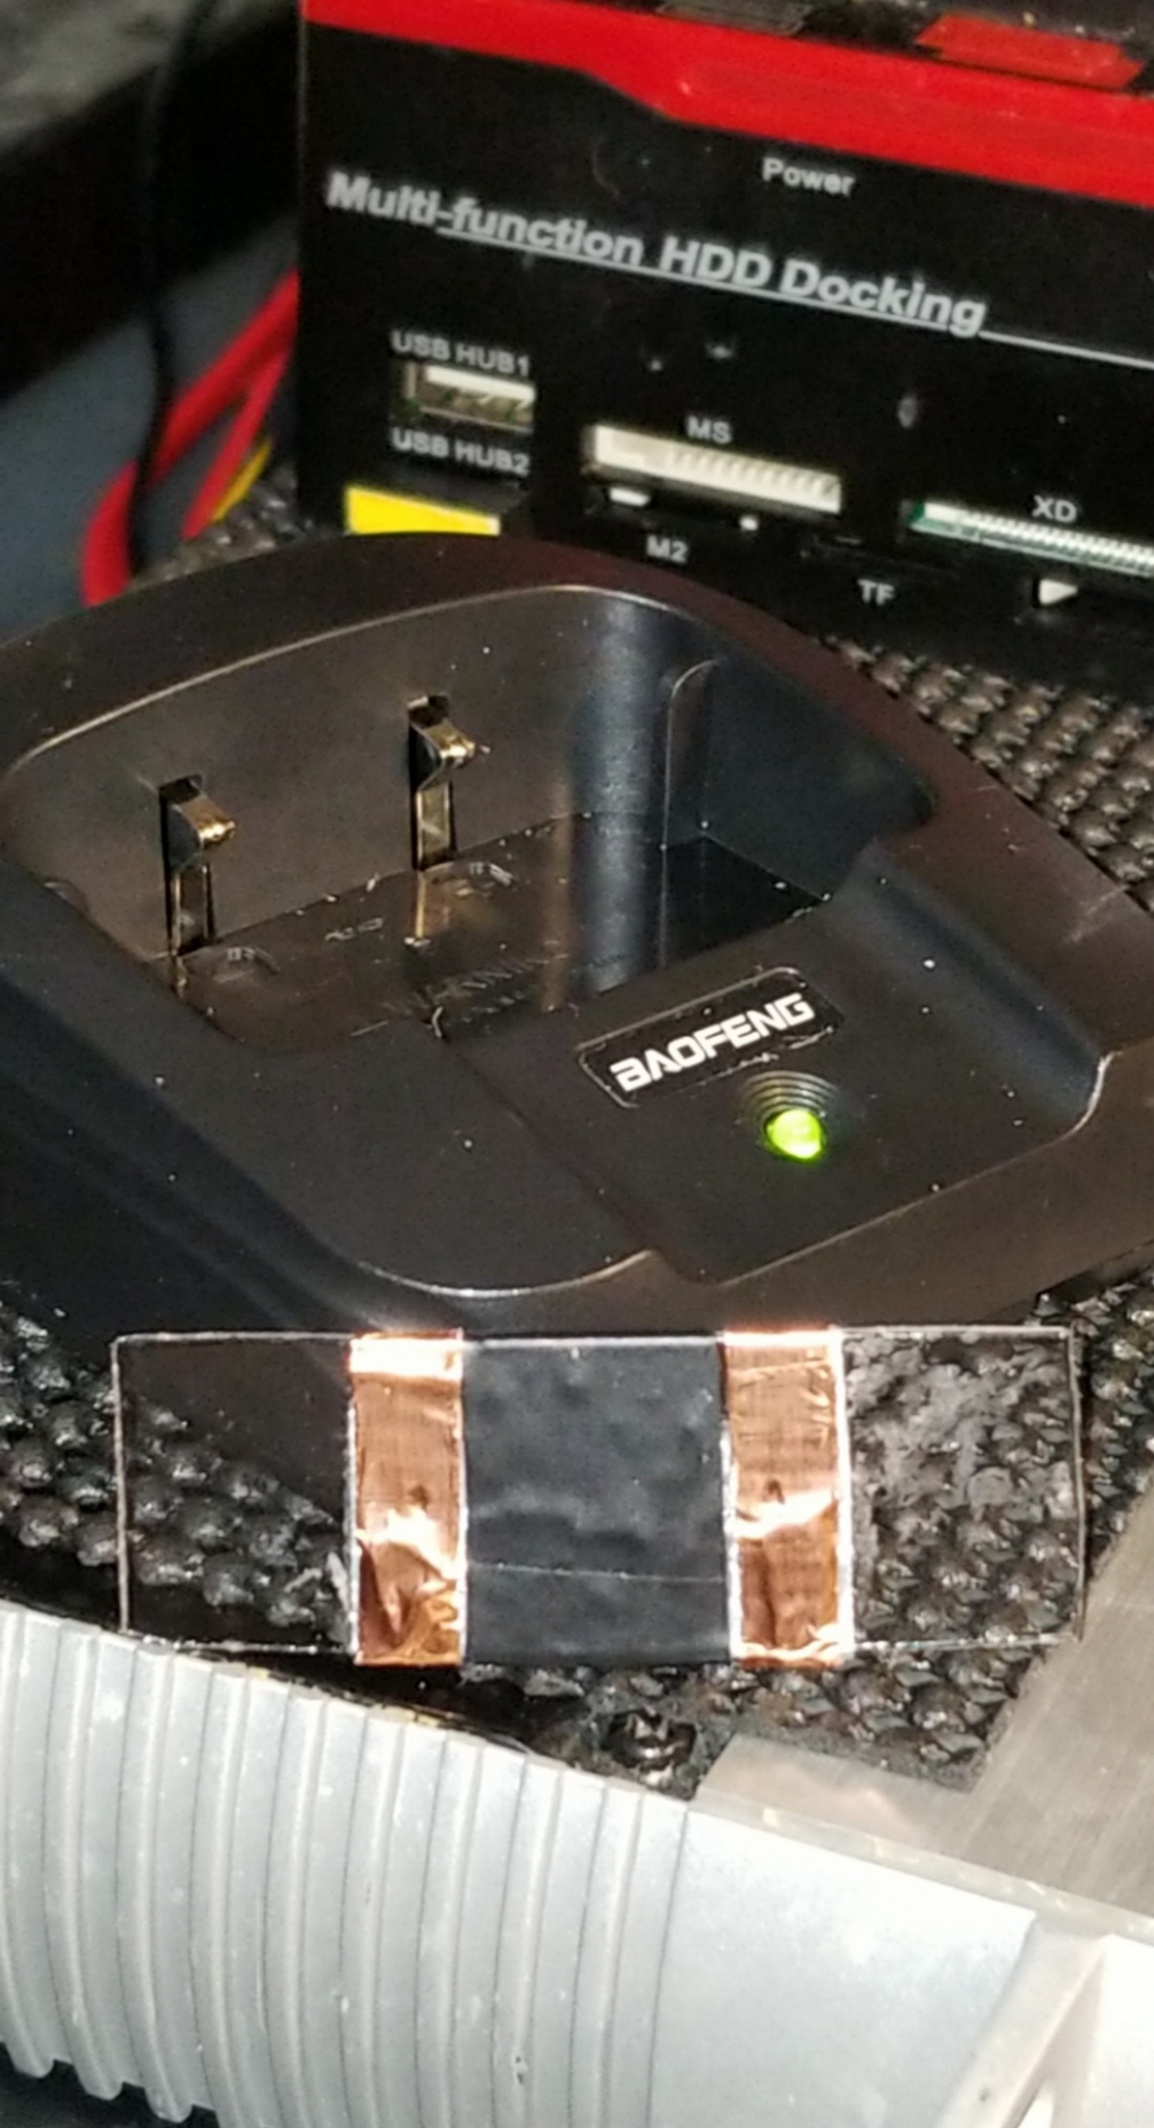 Power
Multi-function HDD Docking
USB HUB1
USB HUB2
MS
M2
TF
XD
BAOFENG